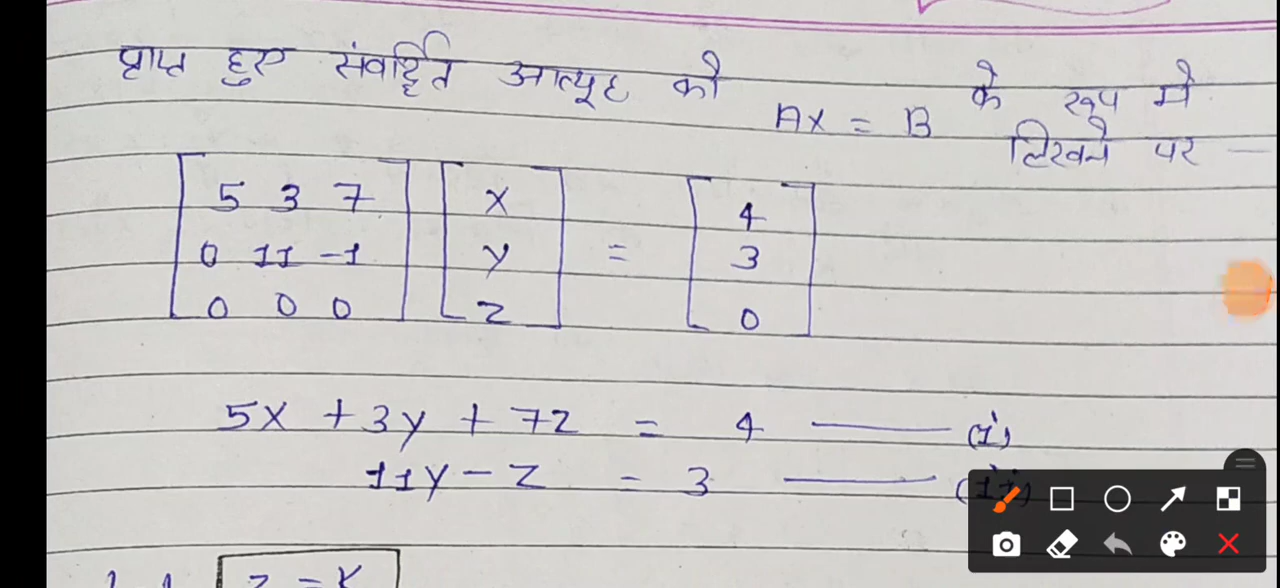 प्राप्त हुए संवर्द्धित आव्यूह को AX = B के रूप में
लिखने पर —
[5 3 7] [X] = [4]
[0 11 -1] [Y] = [3]
[0 0 0] [Z] = [0]
5X + 3Y + 7Z = 4 —— (i)
11Y - Z = 3 —— (ii)
Z = K